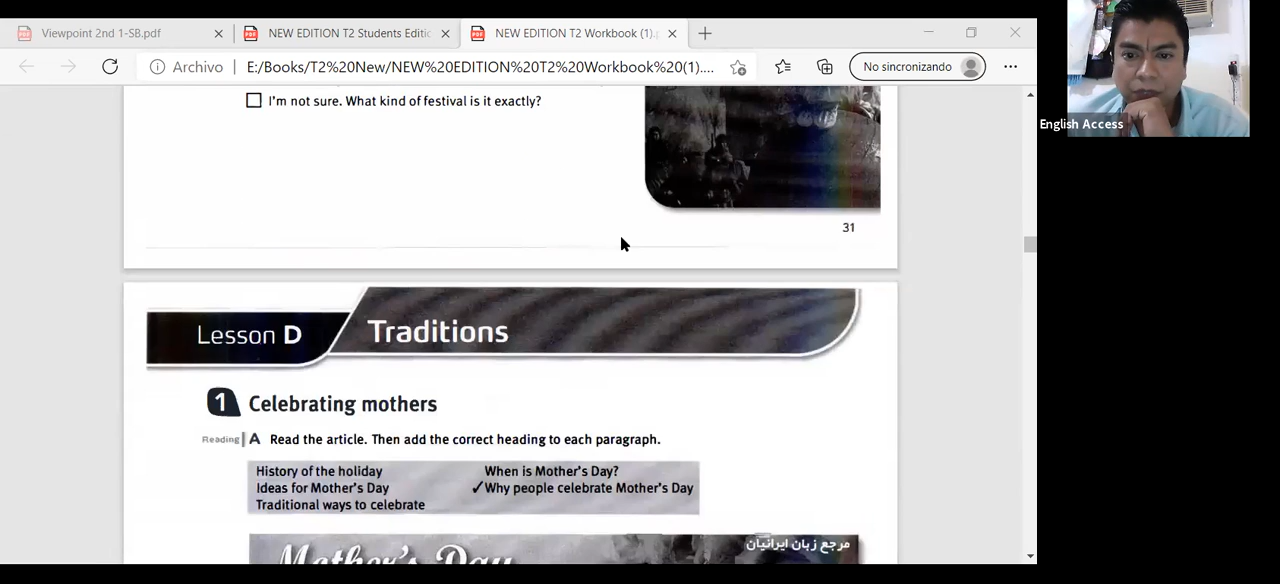 Viewpoint 2nd 1-SB.pdf
NEW EDITION T2 Students Editic
NEW EDITION T2 Workbook (1).p
Archivo
E:/Books/T2%20New/NEW%20EDITION%20T2%20Workbook%20(1)....
No sincronizando
English Access
I'm not sure. What kind of festival is it exactly?
31
Lesson D
Traditions
1 Celebrating mothers
Reading A Read the article. Then add the correct heading to each paragraph.
History of the holiday
Ideas for Mother's Day
Traditional ways to celebrate
When is Mother's Day?
✓Why people celebrate Mother's Day
Mother's Day
مرجع زبان ایرانیان